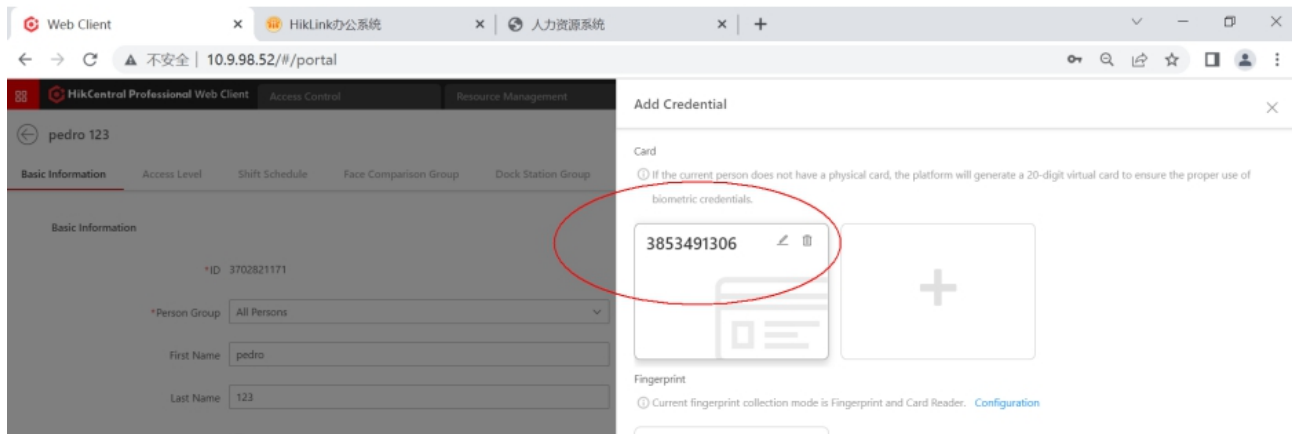 Web Client
HikLink办公系统
人力资源系统
不安全 | 10.9.98.52/#/portal
HikCentral Professional Web Client
Access Control
Resource Management
pedro 123
Basic Information
Access Level
Shift Schedule
Face Comparison Group
Dock Station Group
Basic Information
*ID 3702821171
*Person Group All Persons
First Name pedro
Last Name 123
Add Credential
Card
If the current person does not have a physical card, the platform will generate a 20-digit virtual card to ensure the proper use of
biometric credentials.
3853491306
Fingerprint
Current fingerprint collection mode is Fingerprint and Card Reader. Configuration